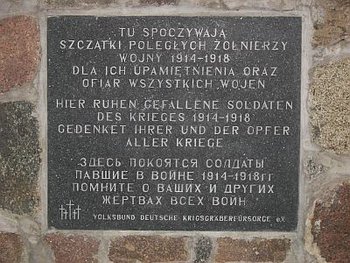 TU SPOCZYWAJĄ
SZCZĄTKI POLEGŁYCH ŻOŁNIERZY
WOJNY 1914-1918
DLA ICH UPAMIĘTNIENIA ORAZ
OFIAR WSZYSTKICH WOJEN
HIER RUHEN GEFALLENE SOLDATEN
DES KRIEGES 1914-1918
GEDENKET IHRER UND DER OPFER
ALLER KRIEGE
ЗДЕСЬ ПОКОЯТСЯ СОЛДАТЫ
ПАВШИЕ В ВОЙНЕ 1914-1918ГГ
ПОМНИТЕ О ВАШИХ И ДРУГИХ
ЖЕРТВАХ ВСЕХ ВОЙН
VOLKSBUND DEUTSCHE KRIGSGRÄBERFÜRSORGE e.V.